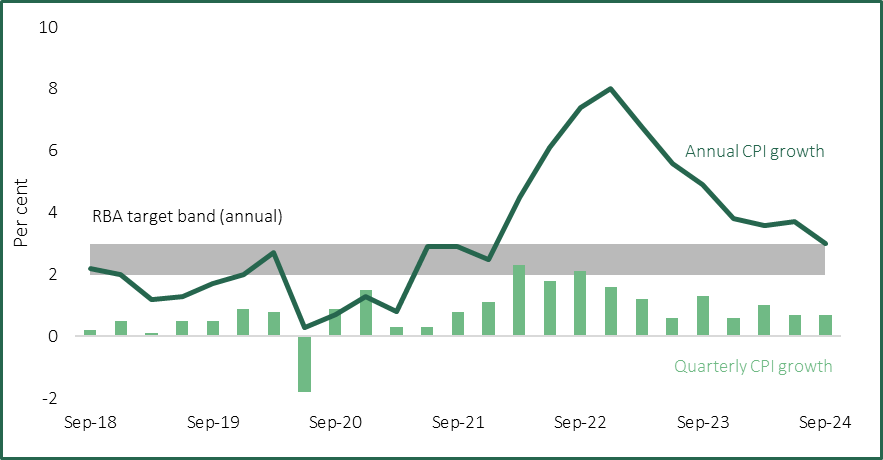 10
8
Annual CPI growth
6
Per cent
RBA target band (annual)
4
2
0
Quarterly CPI growth
-2
Sep-18 Sep-19 Sep-20 Sep-21 Sep-22 Sep-23 Sep-24